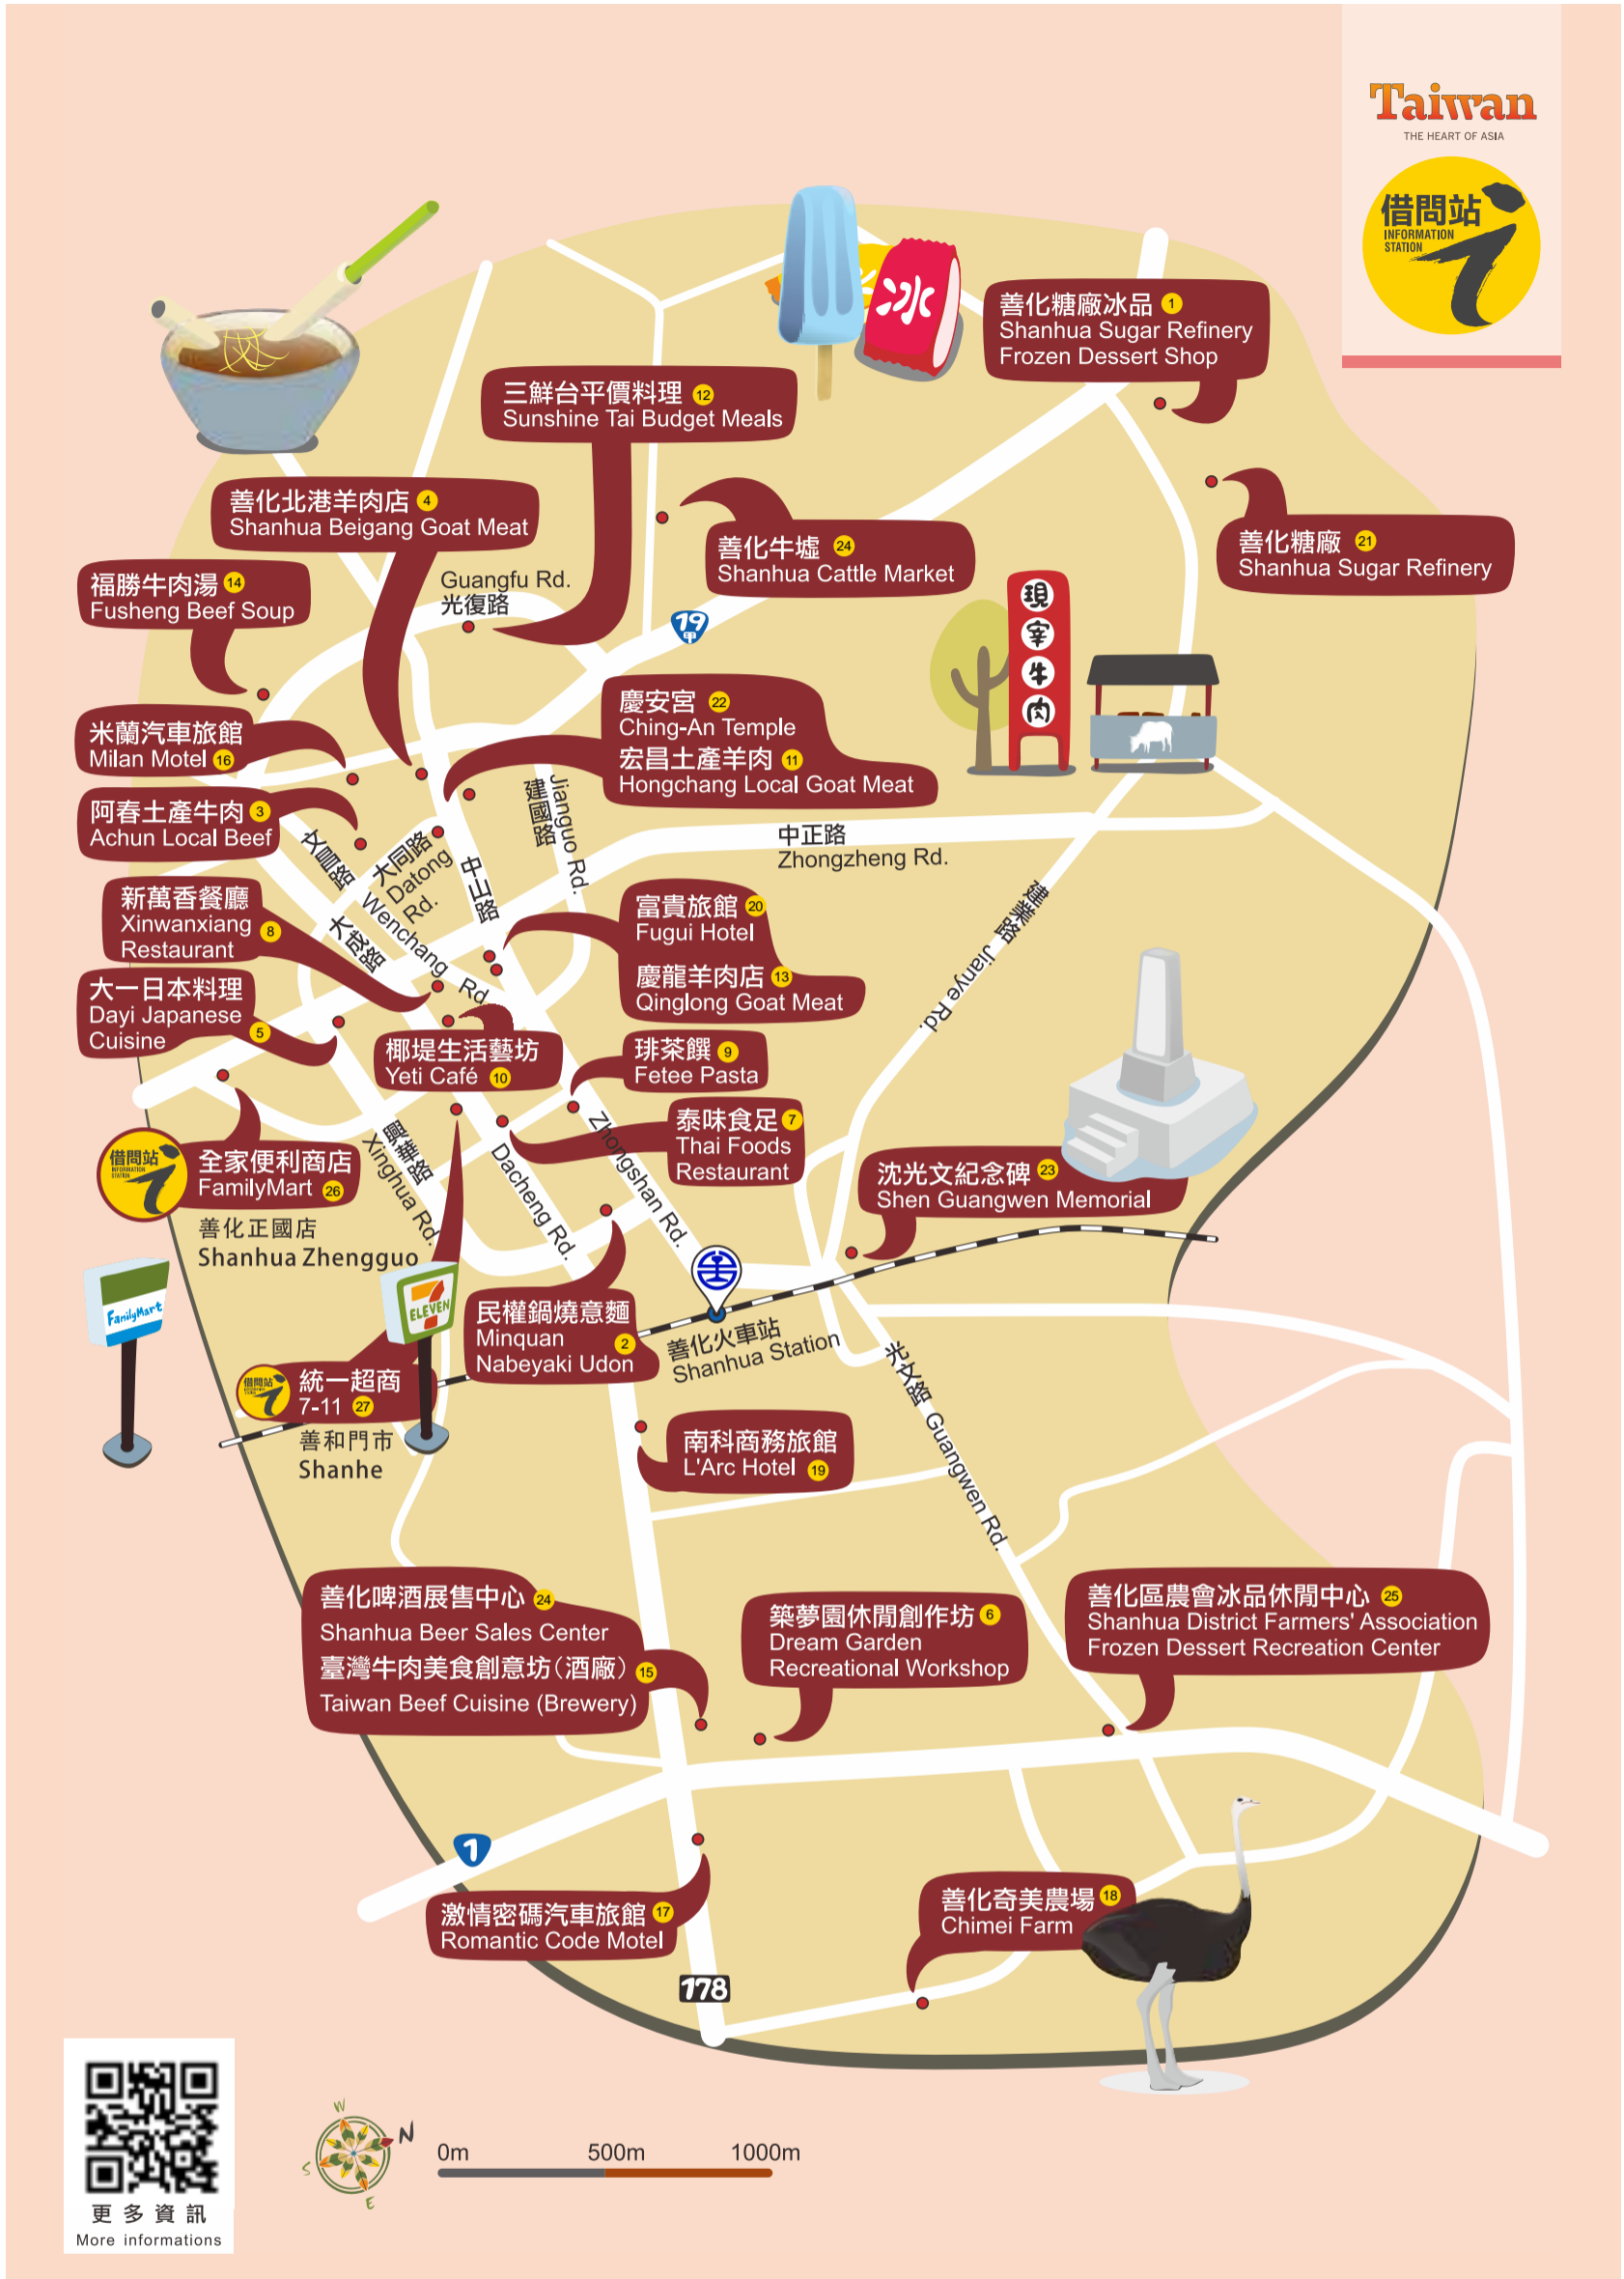 Taiwan
THE HEART OF ASIA
借問站
INFORMATION
STATION
冰
善化糖廠冰品 1
Shanhua Sugar Refinery
Frozen Dessert Shop
三鮮台平價料理 12
Sunshine Tai Budget Meals
善化北港羊肉店 4
Shanhua Beigang Goat Meat
善化牛墟 24
Shanhua Cattle Market
善化糖廠 21
Shanhua Sugar Refinery
福勝牛肉湯 14
Fusheng Beef Soup
Guangfu Rd.
光復路
19
甲
現
宰
牛
肉
慶安宮 22
Ching-An Temple
宏昌土產羊肉 11
Hongchang Local Goat Meat
米蘭汽車旅館
Milan Motel 16
阿春土產牛肉 3
Achun Local Beef
建國路
Jianguo Rd.
中正路
Zhongzheng Rd.
文昌路
大同路
Datong
Rd.
中山路
Wenchang Rd.
大成路
新萬香餐廳
Xinwanxiang 8
Restaurant
富貴旅館 20
Fugui Hotel
慶龍羊肉店 13
Qinglong Goat Meat
建業路 Jianye Rd.
大一日本料理
Dayi Japanese
Cuisine 5
椰堤生活藝坊
Yeti Café 10
琲茶饌 9
Fetee Pasta
泰味食足 7
Thai Foods
Restaurant
Zhongshan Rd.
Dacheng Rd.
興華路
Xinghua Rd.
借問站
INFORMATION
STATION
全家便利商店
FamilyMart 26
善化正國店
Shanhua Zhengguo
沈光文紀念碑 23
Shen Guangwen Memorial
FamilyMart
7
ELEVEN
民權鍋燒意麵
Minquan 2
Nabeyaki Udon
善化火車站
Shanhua Station
借問站
統一超商
7-11 27
善和門市
Shanhe
光文路 Guangwen Rd.
南科商務旅館
L'Arc Hotel 19
善化啤酒展售中心 24
Shanhua Beer Sales Center
臺灣牛肉美食創意坊(酒廠) 15
Taiwan Beef Cuisine (Brewery)
築夢園休閒創作坊 6
Dream Garden
Recreational Workshop
善化區農會冰品休閒中心 25
Shanhua District Farmers' Association
Frozen Dessert Recreation Center
1
激情密碼汽車旅館 17
Romantic Code Motel
善化奇美農場 18
Chimei Farm
178
更多資訊
More informations
W
N
S
E
0m 500m 1000m